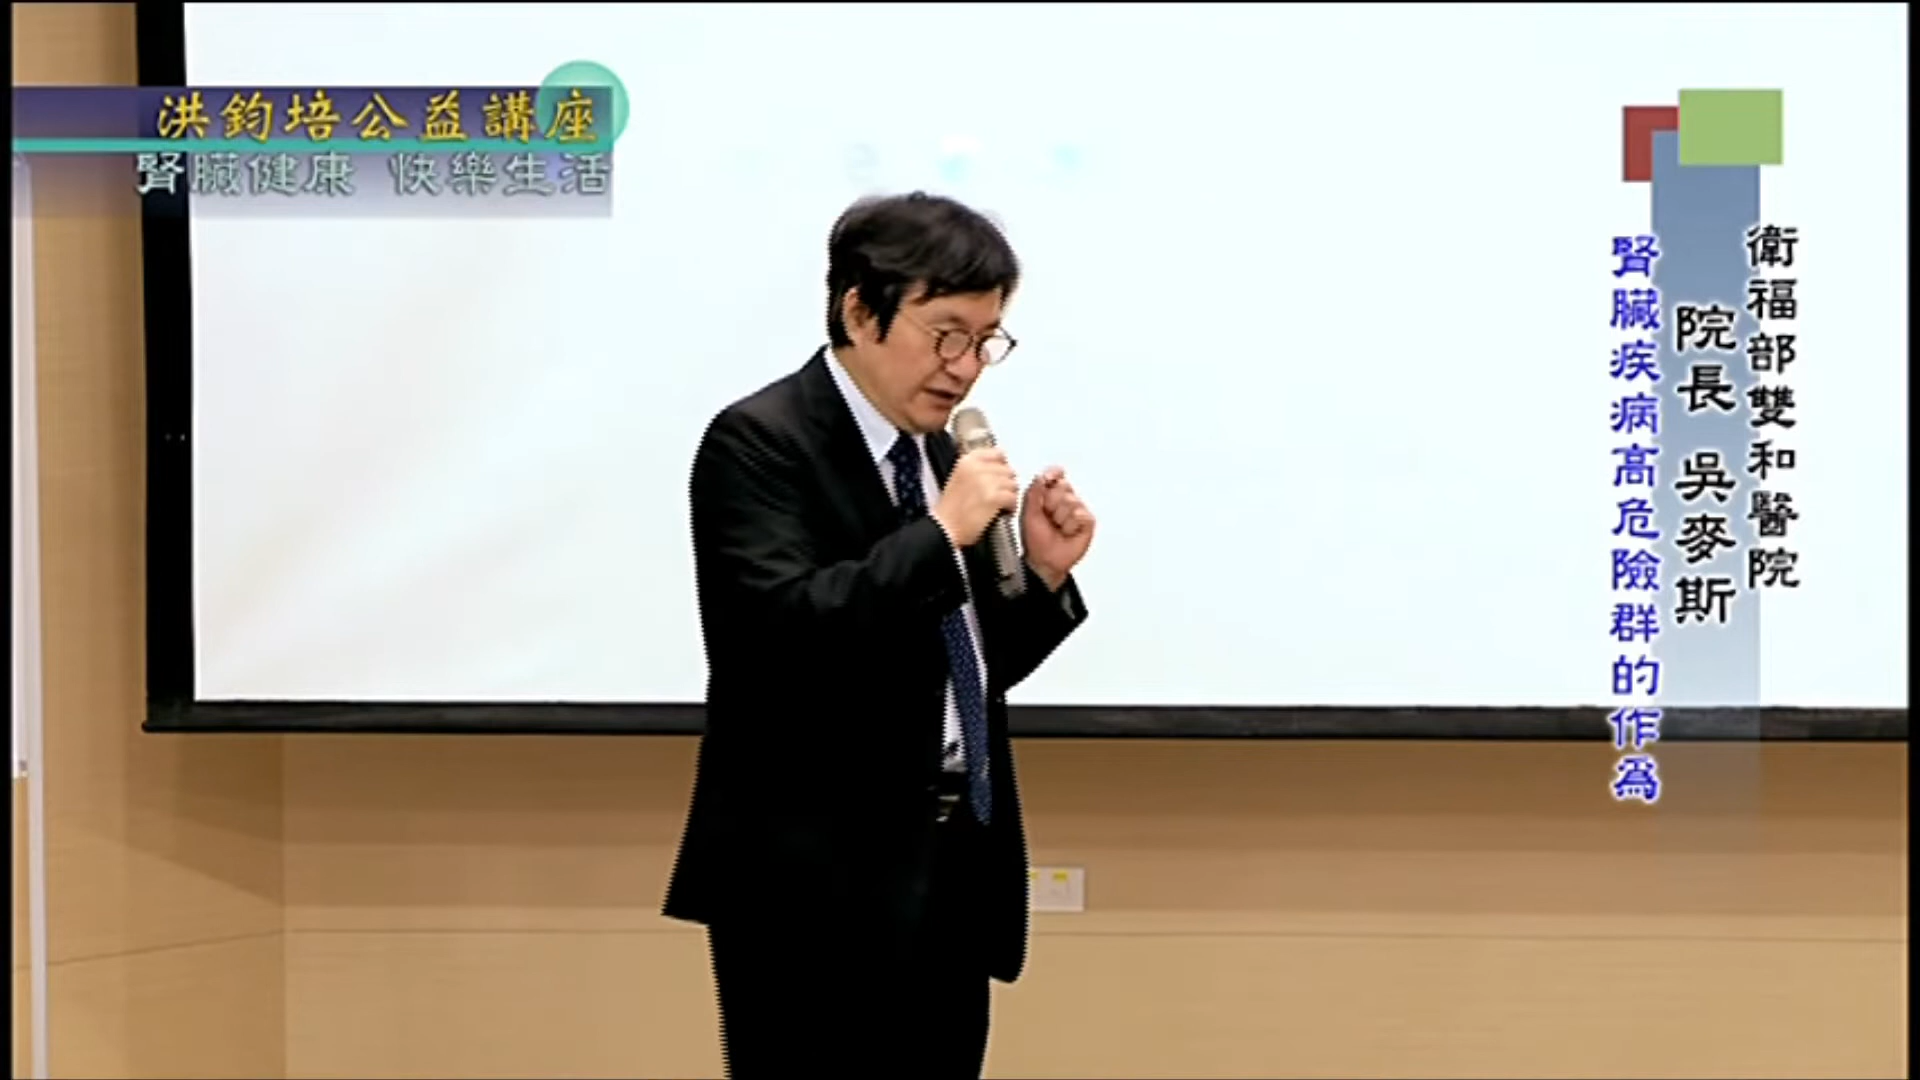 洪鈞培公益講座
腎臟健康 快樂生活
衛福部雙和醫院
院長 吳麥斯
腎臟疾病高危險群的作為